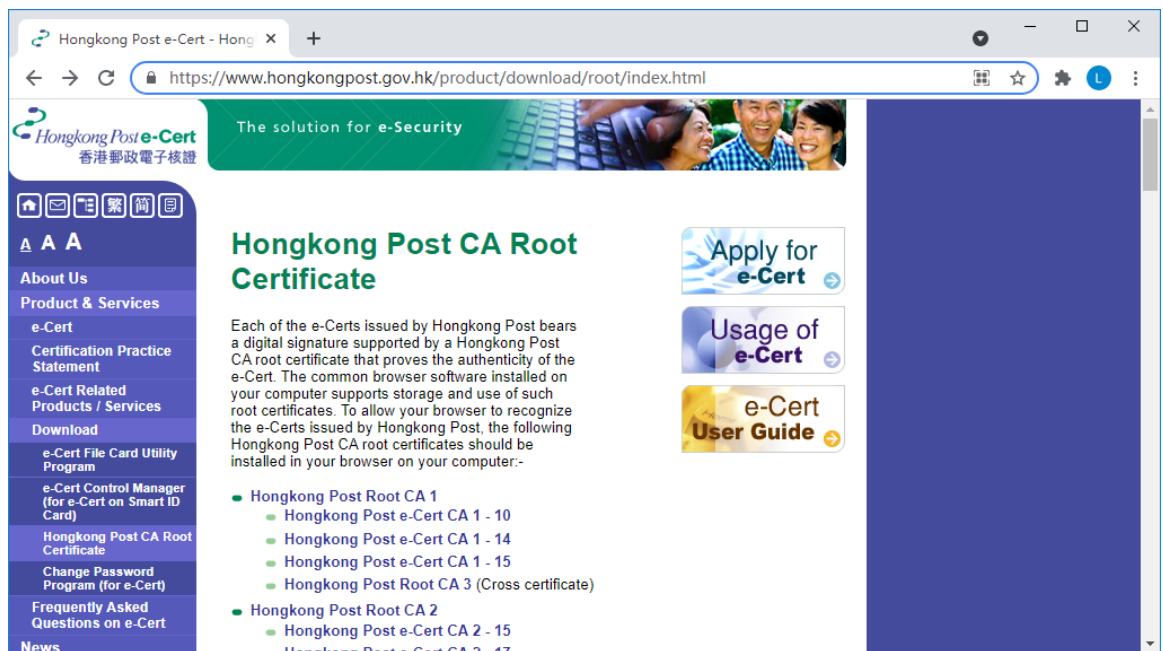 Hongkong Post e-Cert - Hong
https://www.hongkongpost.gov.hk/product/download/root/index.html
L
Hongkong Post e-Cert
香港郵政電子核證
The solution for e-Security
繁 简
A A A
About Us
Product & Services
e-Cert
Certification Practice
Statement
e-Cert Related
Products / Services
Download
e-Cert File Card Utility
Program
e-Cert Control Manager
(for e-Cert on Smart ID
Card)
Hongkong Post CA Root
Certificate
Change Password
Program (for e-Cert)
Frequently Asked
Questions on e-Cert
News
Hongkong Post CA Root
Certificate
Each of the e-Certs issued by Hongkong Post bears
a digital signature supported by a Hongkong Post
CA root certificate that proves the authenticity of the
e-Cert. The common browser software installed on
your computer supports storage and use of such
root certificates. To allow your browser to recognize
the e-Certs issued by Hongkong Post, the following
Hongkong Post CA root certificates should be
installed in your browser on your computer:-
Hongkong Post Root CA 1
Hongkong Post e-Cert CA 1 - 10
Hongkong Post e-Cert CA 1 - 14
Hongkong Post e-Cert CA 1 - 15
Hongkong Post Root CA 3 (Cross certificate)
Hongkong Post Root CA 2
Hongkong Post e-Cert CA 2 - 15
Hongkong Post e-Cert CA 2 - 17
Apply for
e-Cert
Usage of
e-Cert
e-Cert
User Guide